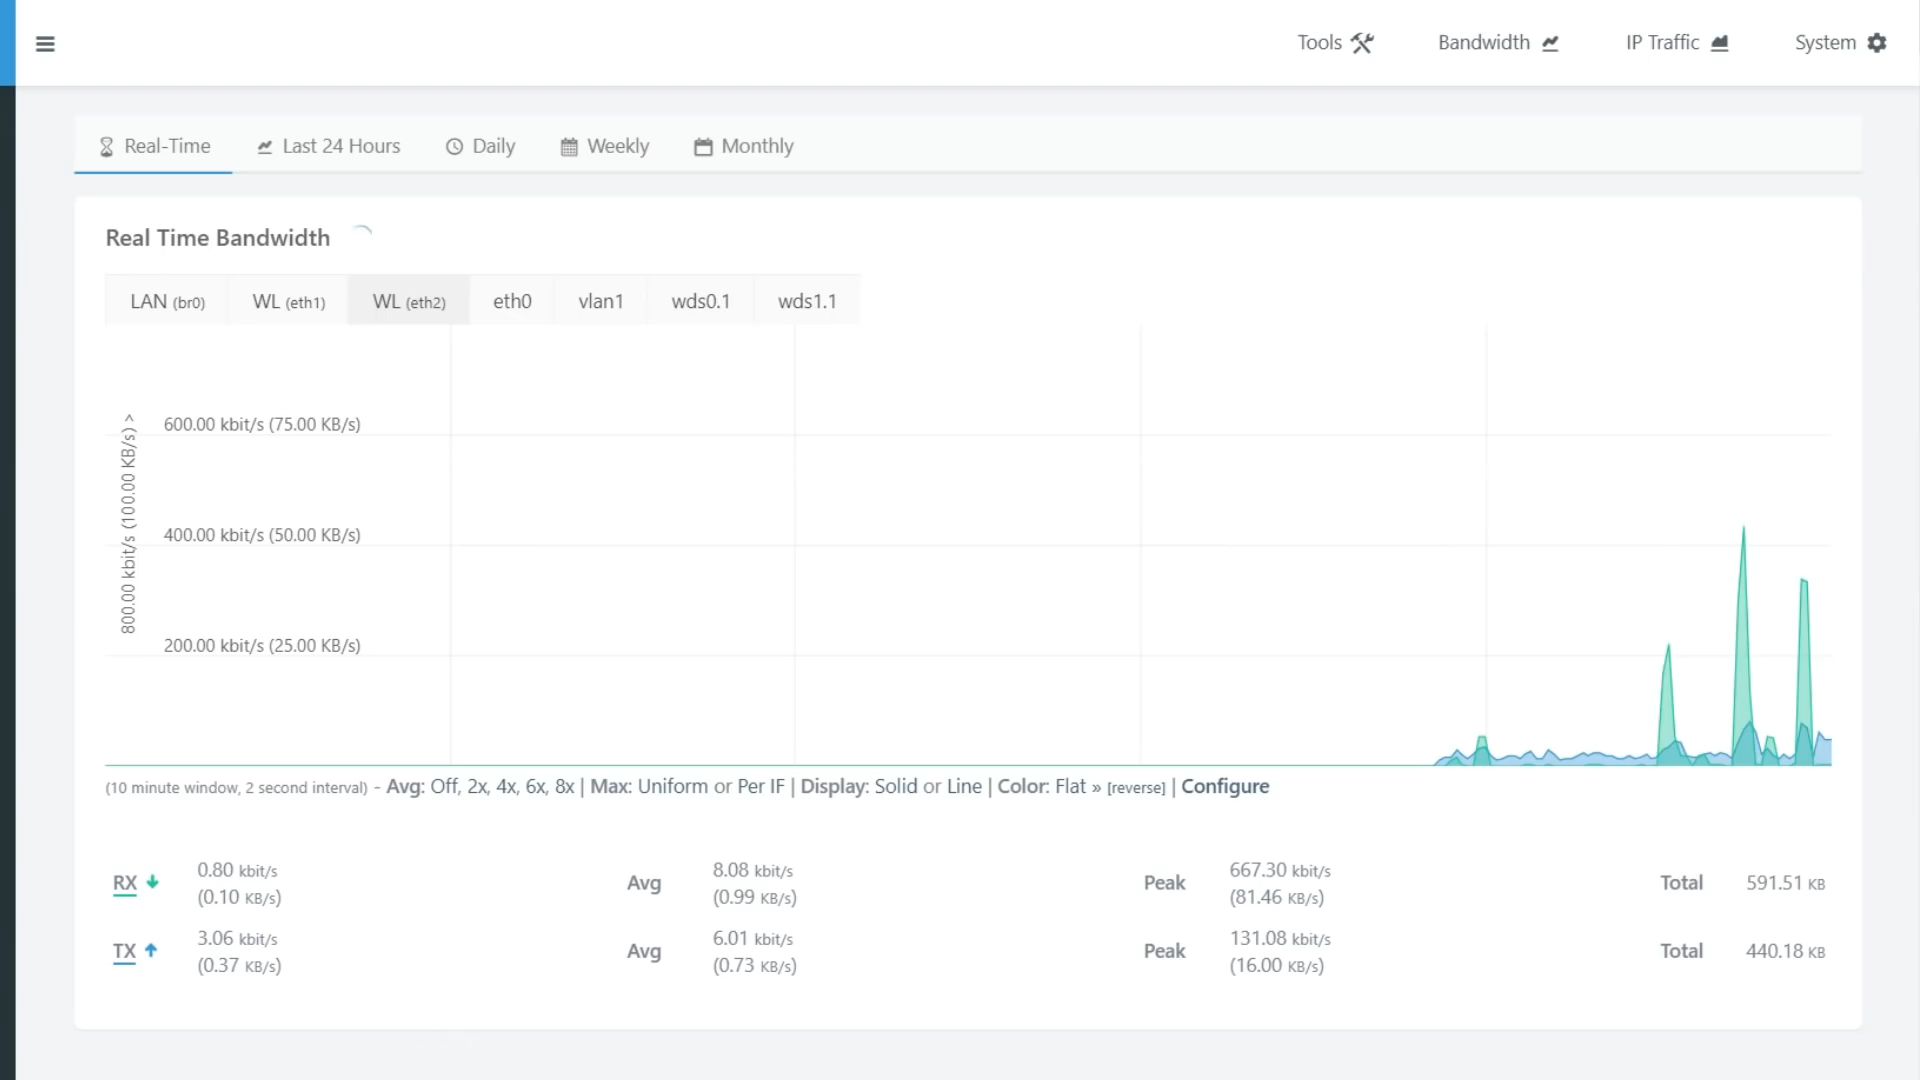 Tools Bandwidth IP Traffic System
Real-Time Last 24 Hours Daily Weekly Monthly
Real Time Bandwidth
LAN (br0) WL (eth1) WL (eth2) eth0 vlan1 wds0.1 wds1.1
800.00 kbit/s (100.00 KB/s) >
600.00 kbit/s (75.00 KB/s)
400.00 kbit/s (50.00 KB/s)
200.00 kbit/s (25.00 KB/s)
(10 minute window, 2 second interval) - Avg: Off, 2x, 4x, 6x, 8x | Max: Uniform or Per IF | Display: Solid or Line | Color: Flat » [reverse] | Configure
RX 0.80 kbit/s Avg 8.08 kbit/s Peak 667.30 kbit/s Total 591.51 KB
(0.10 KB/s) (0.99 KB/s) (81.46 KB/s)
TX 3.06 kbit/s Avg 6.01 kbit/s Peak 131.08 kbit/s Total 440.18 KB
(0.37 KB/s) (0.73 KB/s) (16.00 KB/s)